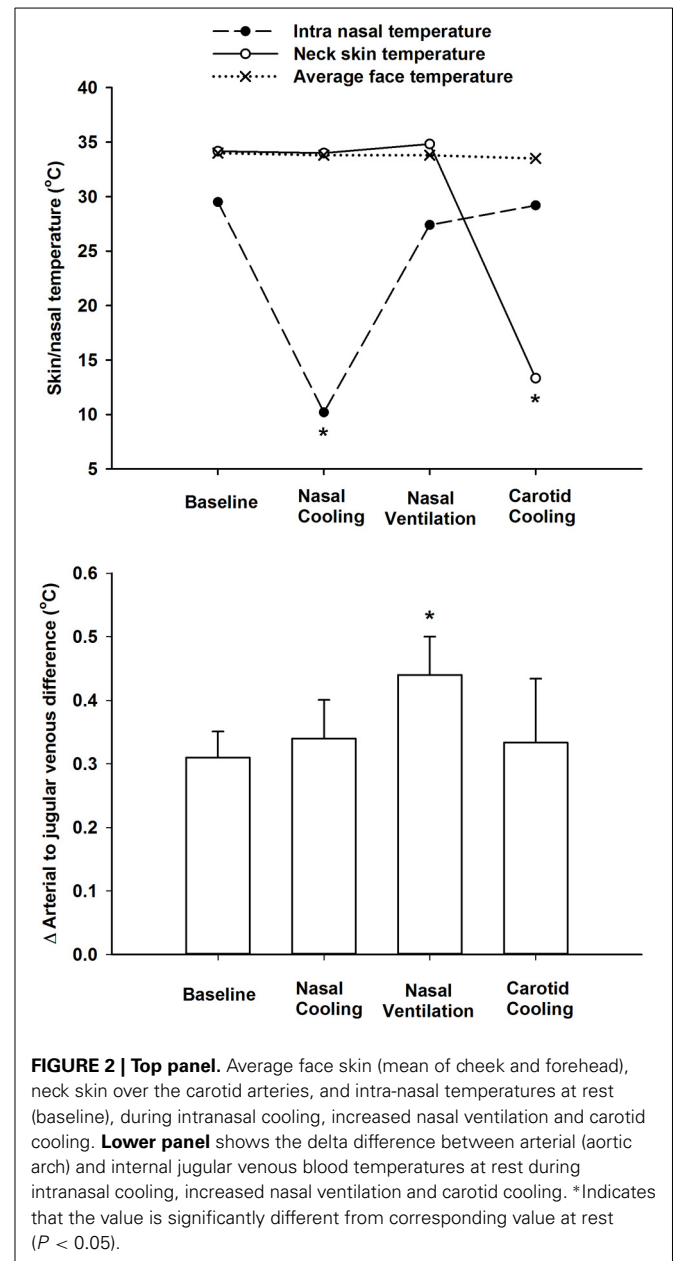 Intra nasal temperature
Neck skin temperature
Average face temperature
40
35
30
25
20
15
10
5
Skin/nasal temperature (°C)
*
*
Baseline
Nasal
Cooling
Nasal
Ventilation
Carotid
Cooling
0.6
0.5
0.4
0.3
0.2
0.1
0.0
Δ Arterial to jugular venous difference (°C)
*
Baseline
Nasal
Cooling
Nasal
Ventilation
Carotid
Cooling
FIGURE 2 | Top panel. Average face skin (mean of cheek and forehead),
neck skin over the carotid arteries, and intra-nasal temperatures at rest
(baseline), during intranasal cooling, increased nasal ventilation and carotid
cooling. Lower panel shows the delta difference between arterial (aortic
arch) and internal jugular venous blood temperatures at rest during
intranasal cooling, increased nasal ventilation and carotid cooling. *Indicates
that the value is significantly different from corresponding value at rest
(P < 0.05).